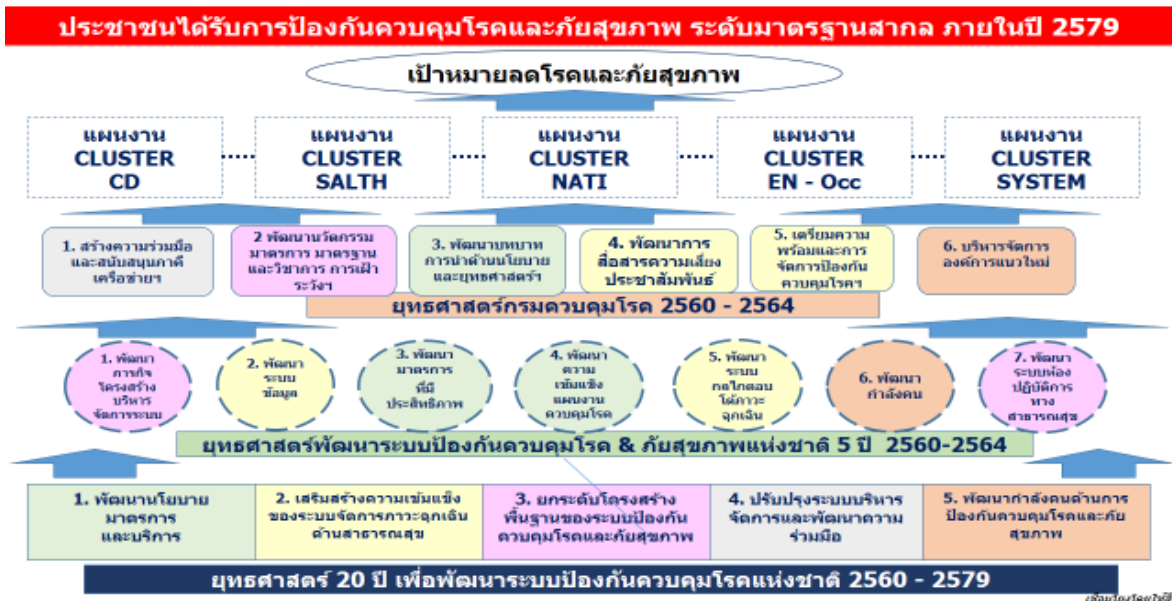 ประชาชนได้รับการป้องกันควบคุมโรคและภัยสุขภาพ ระดับมาตรฐานสากล ภายในปี 2579
เป้าหมายลดโรคและภัยสุขภาพ
แผนงาน
CLUSTER
CD
แผนงาน
CLUSTER
SALTH
แผนงาน
CLUSTER
NATI
แผนงาน
CLUSTER
EN - Occ
แผนงาน
CLUSTER
SYSTEM
1. สร้างความร่วมมือ
และสนับสนุนภาคี
เครือข่ายฯ
2 พัฒนานวัตกรรม
มาตรการ มาตรฐาน
และวิชาการ การเฝ้า
ระวังฯ
3. พัฒนาบทบาท
การนำด้านนโยบาย
และยุทธศาสตร์ฯ
4. พัฒนาการ
สื่อสารความเสี่ยง
ประชาสัมพันธ์
5. เตรียมความ
พร้อมและการ
จัดการป้องกัน
ควบคุมโรคฯ
6. บริหารจัดการ
องค์การแนวใหม่
ยุทธศาสตร์กรมควบคุมโรค 2560 - 2564
1. พัฒนา
ภารกิจ
โครงสร้าง
บริหาร
จัดการระบบ
2. พัฒนา
ระบบ
ข้อมูล
3. พัฒนา
มาตรการ
ที่มี
ประสิทธิภาพ
4. พัฒนา
ความ
เข้มแข็ง
แผนงาน
ควบคุมโรค
5. พัฒนา
ระบบ
กลไกตอบ
โต้ภาวะ
ฉุกเฉิน
6. พัฒนา
กำลังคน
7. พัฒนา
ระบบห้อง
ปฏิบัติการ
ทาง
สาธารณสุข
ยุทธศาสตร์พัฒนาระบบป้องกันควบคุมโรค & ภัยสุขภาพแห่งชาติ 5 ปี 2560-2564
1. พัฒนานโยบาย
มาตรการ
และบริการ
2. เสริมสร้างความเข้มแข็ง
ของระบบจัดการภาวะฉุกเฉิน
ด้านสาธารณสุข
3. ยกระดับโครงสร้าง
พื้นฐานของระบบป้องกัน
ควบคุมโรคและภัยสุขภาพ
4. ปรับปรุงระบบบริหาร
จัดการและพัฒนาความ
ร่วมมือ
5. พัฒนากำลังคนด้านการ
ป้องกันควบคุมโรคและภัย
สุขภาพ
ยุทธศาสตร์ 20 ปี เพื่อพัฒนาระบบป้องกันควบคุมโรคแห่งชาติ 2560 - 2579